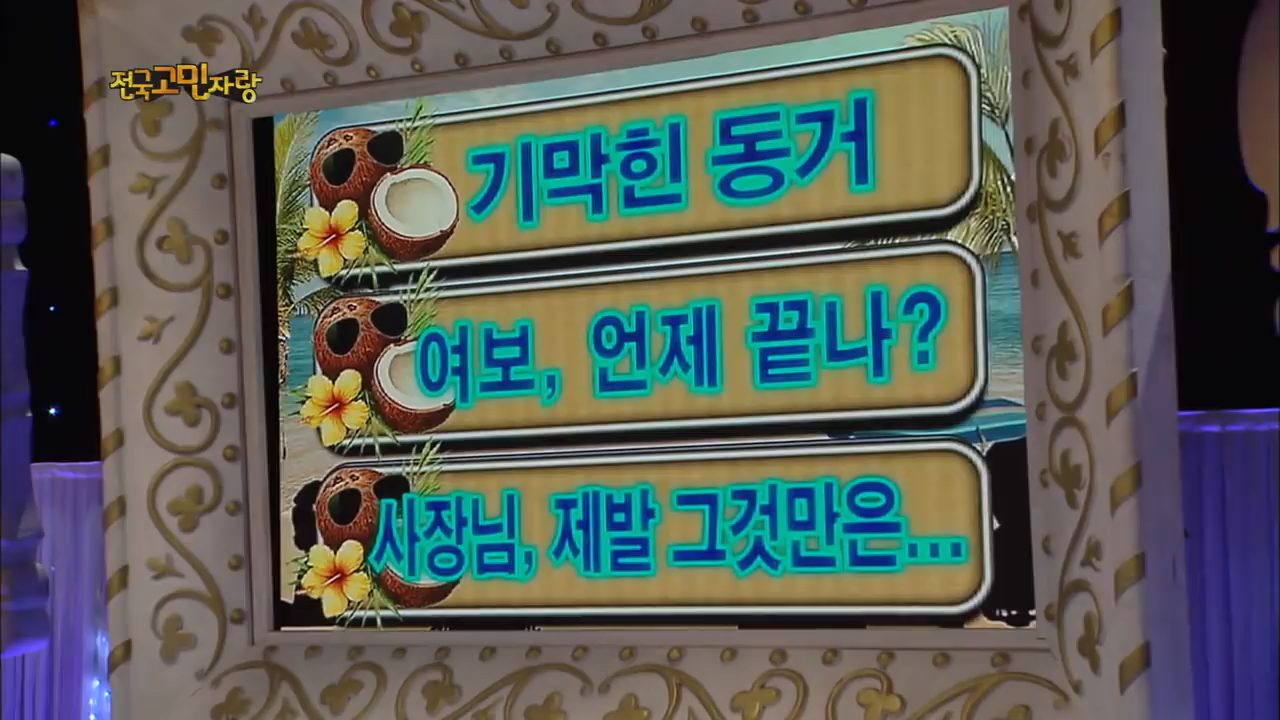 전국고민자랑
기막힌 동거
여보, 언제 끝나?
사장님, 제발 그것만은...